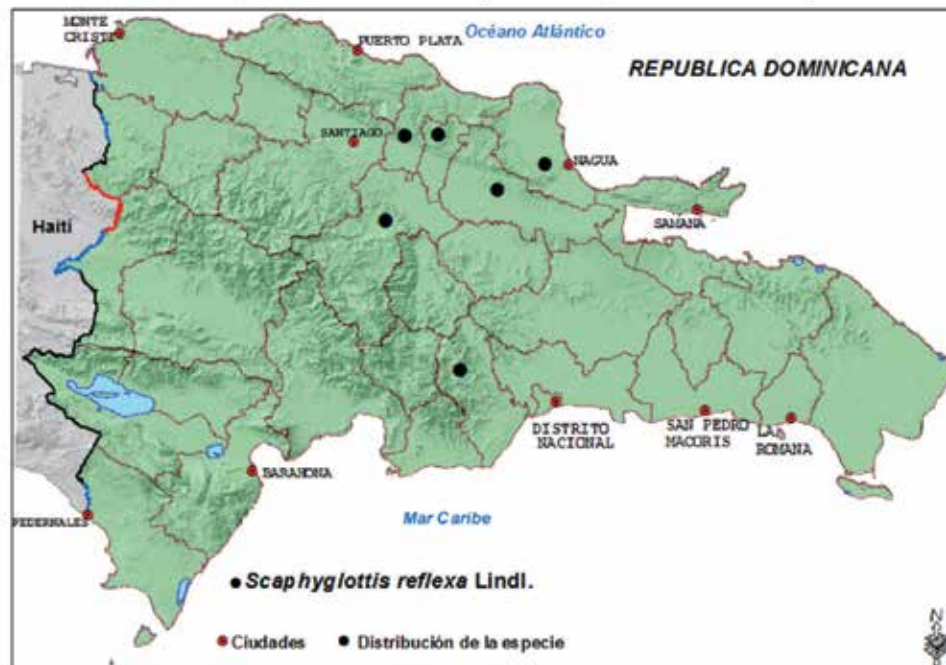 MONTE
CRISTI
PUERTO PLATA
Océano Atlántico
REPUBLICA DOMINICANA
SANTIAGO
NAGUA
SAMANA
Haití
DISTRITO
NACIONAL
SAN PEDRO
MACORIS
LA
ROMANA
BARAHONA
PEDERNALES
Mar Caribe
Scaphyglottis reflexa Lindl.
Ciudades
Distribución de la especie
N